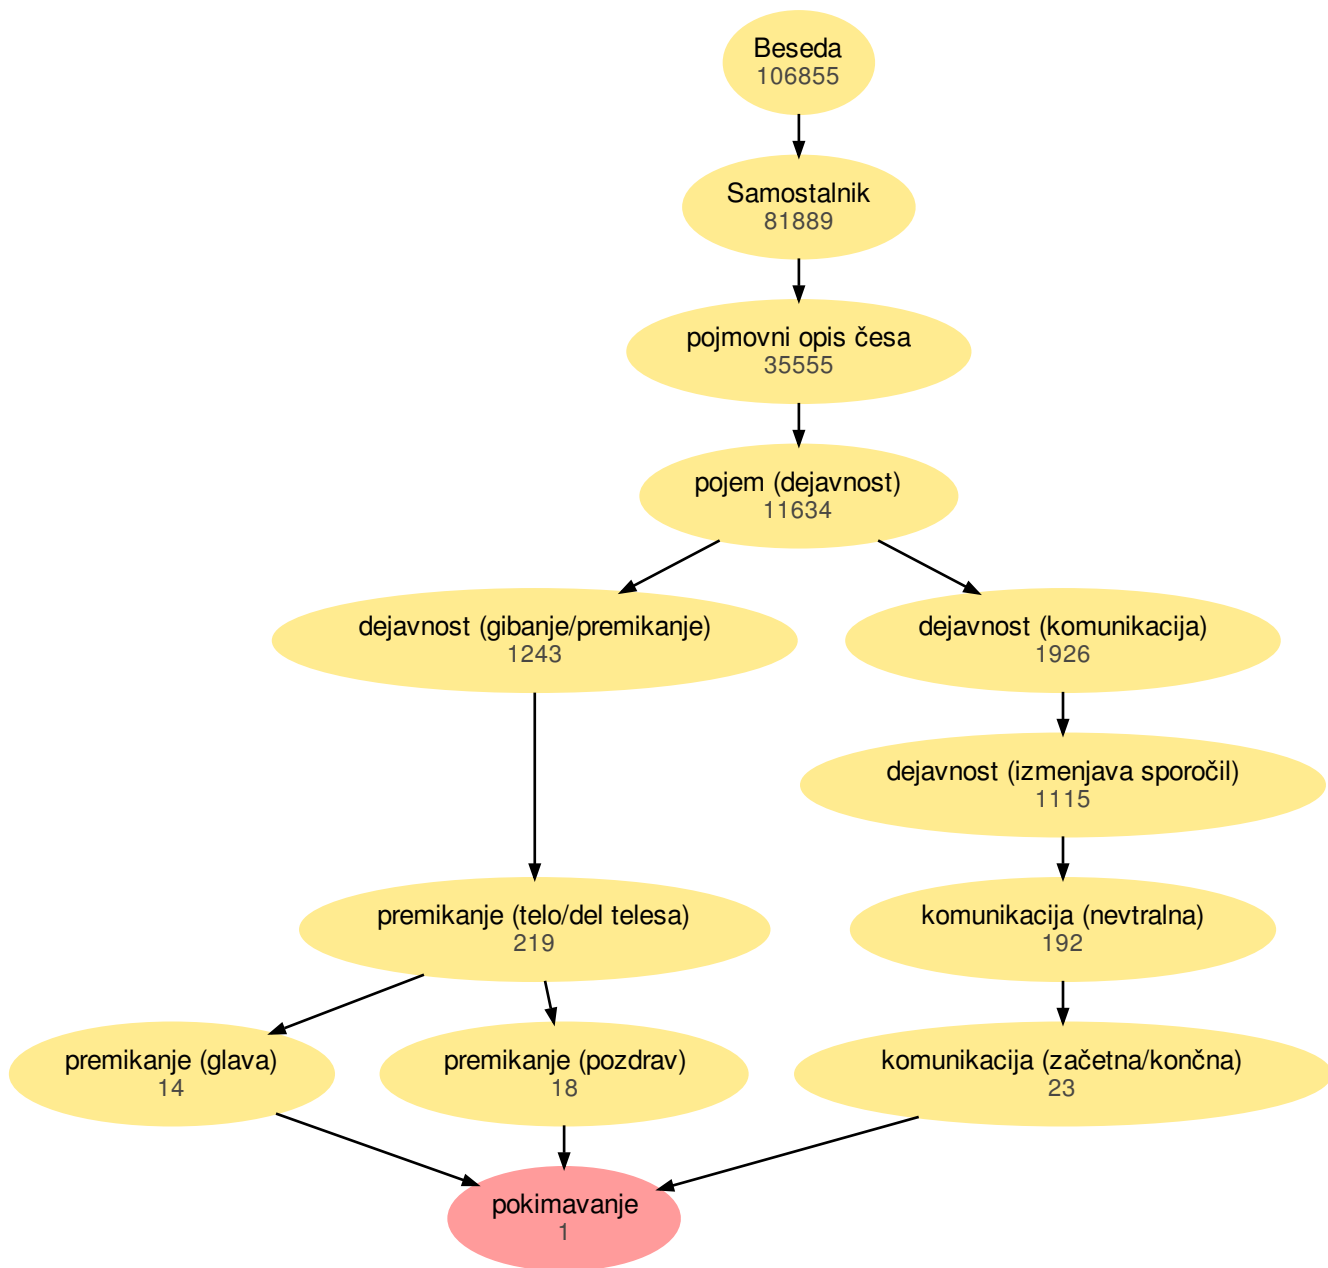 Beseda
106855
Samostalnik
81889
pojmovni opis česa
35555
pojem (dejavnost)
11634
dejavnost (gibanje/premikanje)
1243
dejavnost (komunikacija)
1926
dejavnost (izmenjava sporočil)
1115
premikanje (telo/del telesa)
219
komunikacija (nevtralna)
192
premikanje (glava)
14
premikanje (pozdrav)
18
komunikacija (začetna/končna)
23
pokimavanje
1